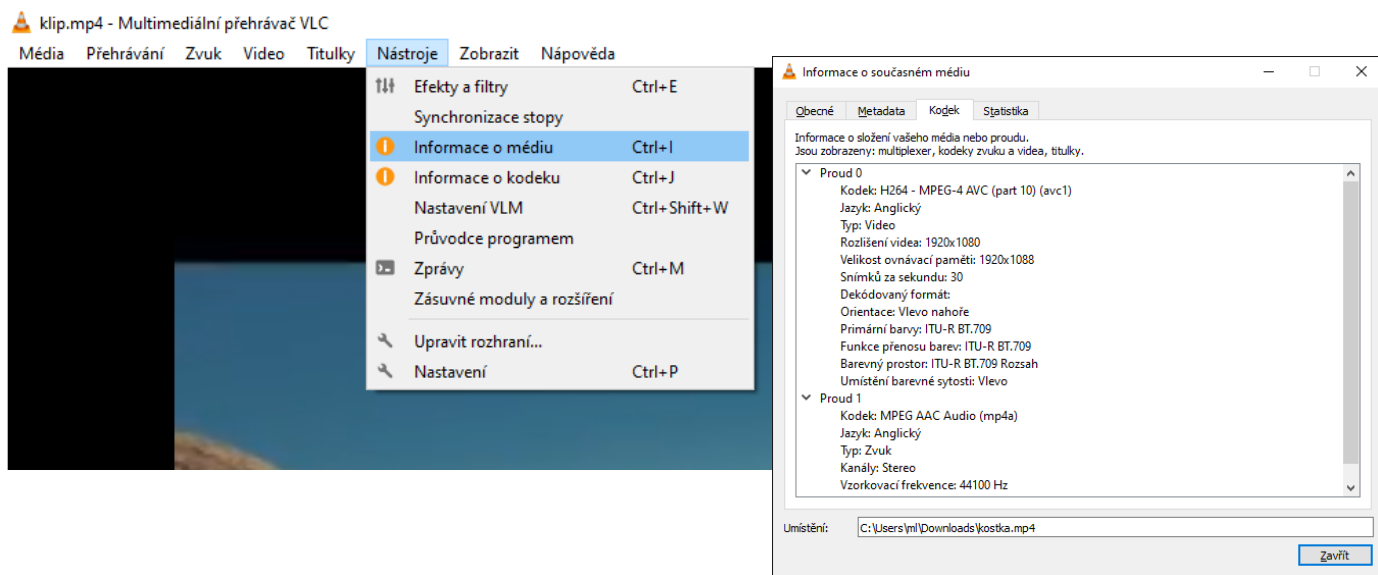 klip.mp4 - Multimediální přehrávač VLC
Média Přehrávání Zvuk Video Titulky Nástroje Zobrazit Nápověda
Efekty a filtry Ctrl+E
Synchronizace stopy
Informace o médiu Ctrl+I
Informace o kodeku Ctrl+J
Nastavení VLM Ctrl+Shift+W
Průvodce programem
Zprávy Ctrl+M
Zásuvné moduly a rozšíření
Upravit rozhraní...
Nastavení Ctrl+P
Informace o současném médiu
Obecné Metadata Kodek Statistika
Informace o složení vašeho média nebo proudu.
Jsou zobrazeny: multiplexer, kodeky zvuku a videa, titulky.
Proud 0
Kodek: H264 - MPEG-4 AVC (part 10) (avc1)
Jazyk: Anglický
Typ: Video
Rozlišení videa: 1920x1080
Velikost ovnávací paměti: 1920x1088
Snímků za sekundu: 30
Dekódovaný formát:
Orientace: Vlevo nahoře
Primární barvy: ITU-R BT.709
Funkce přenosu barev: ITU-R BT.709
Barevný prostor: ITU-R BT.709 Rozsah
Umístění barevné sytosti: Vlevo
Proud 1
Kodek: MPEG AAC Audio (mp4a)
Jazyk: Anglický
Typ: Zvuk
Kanály: Stereo
Vzorkovací frekvence: 44100 Hz
Umístění: C:\Users\ml\Downloads\kostka.mp4
Zavřít